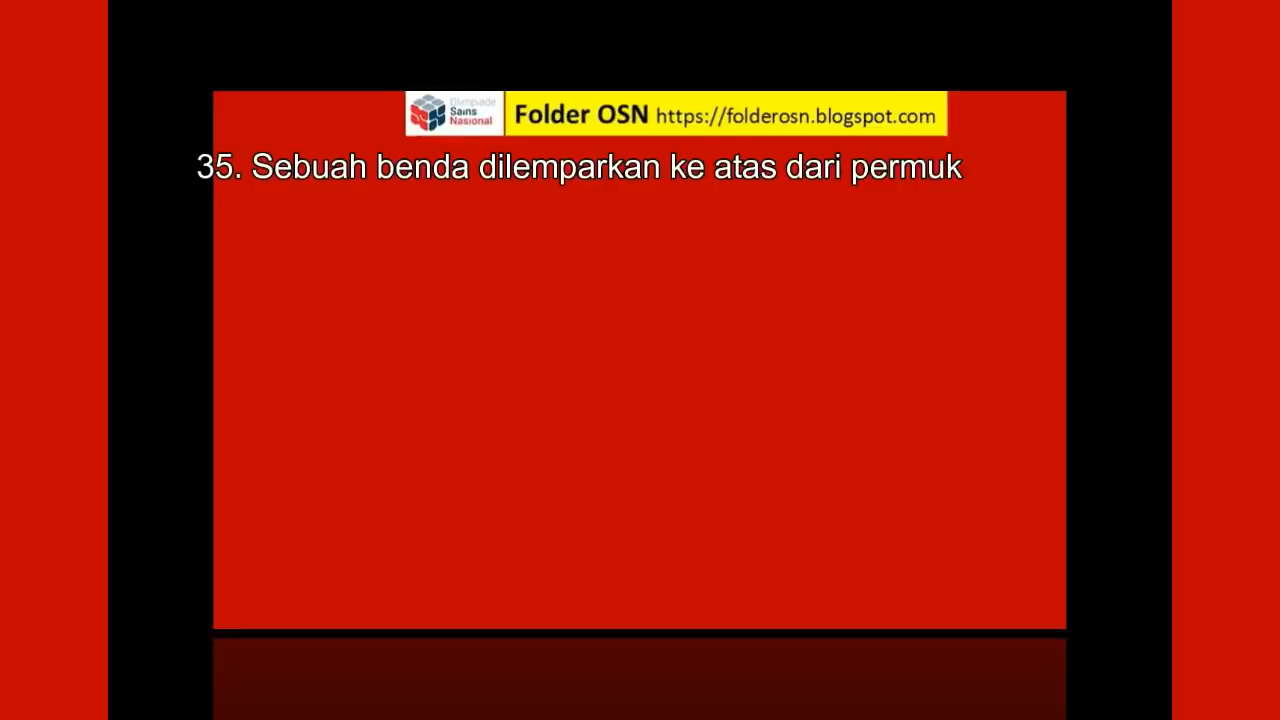 Olimpiade
Sains
Nasional
Folder OSN https://folderosn.blogspot.com
35. Sebuah benda dilemparkan ke atas dari permuk